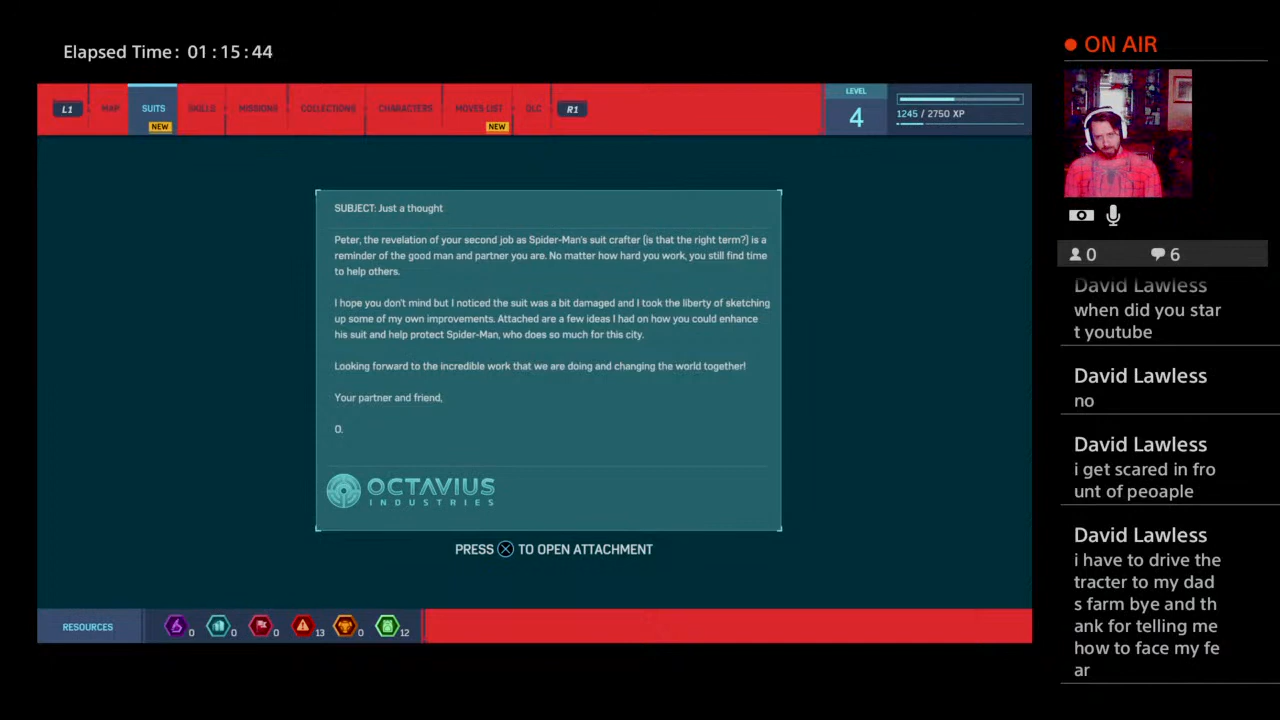 Elapsed Time: 01:15:44
ON AIR
L1
MAP
SUITS
SKILLS
MISSIONS
COLLECTIONS
CHARACTERS
MOVES LIST
DLC
R1
NEW
NEW
LEVEL
4
1245 / 2750 XP
SUBJECT: Just a thought
Peter, the revelation of your second job as Spider-Man's suit crafter (is that the right term?) is a
reminder of the good man and partner you are. No matter how hard you work, you still find time
to help others.
I hope you don't mind but I noticed the suit was a bit damaged and I took the liberty of sketching
up some of my own improvements. Attached are a few ideas I had on how you could enhance
his suit and help protect Spider-Man, who does so much for this city.
Looking forward to the incredible work that we are doing and changing the world together!
Your partner and friend,
O.
OCTAVIUS
INDUSTRIES
PRESS X TO OPEN ATTACHMENT
RESOURCES
0
0
0
13
0
12
0
6
David Lawless
when did you star
t youtube
David Lawless
no
David Lawless
i get scared in fro
unt of peoaple
David Lawless
i have to drive the
tracter to my dad
s farm bye and th
ank for telling me
how to face my fe
ar